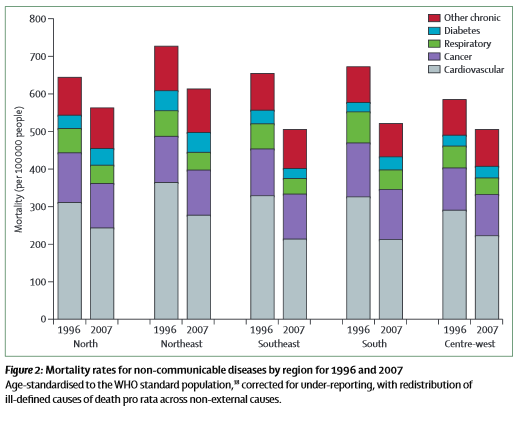 Other chronic
Diabetes
Respiratory
Cancer
Cardiovascular
Mortality (per 100 000 people)
800
700
600
500
400
300
200
100
0
1996 2007 1996 2007 1996 2007 1996 2007 1996 2007
North Northeast Southeast South Centre-west
Figure 2: Mortality rates for non-communicable diseases by region for 1996 and 2007
Age-standardised to the WHO standard population,³⁸ corrected for under-reporting, with redistribution of
ill-defined causes of death pro rata across non-external causes.